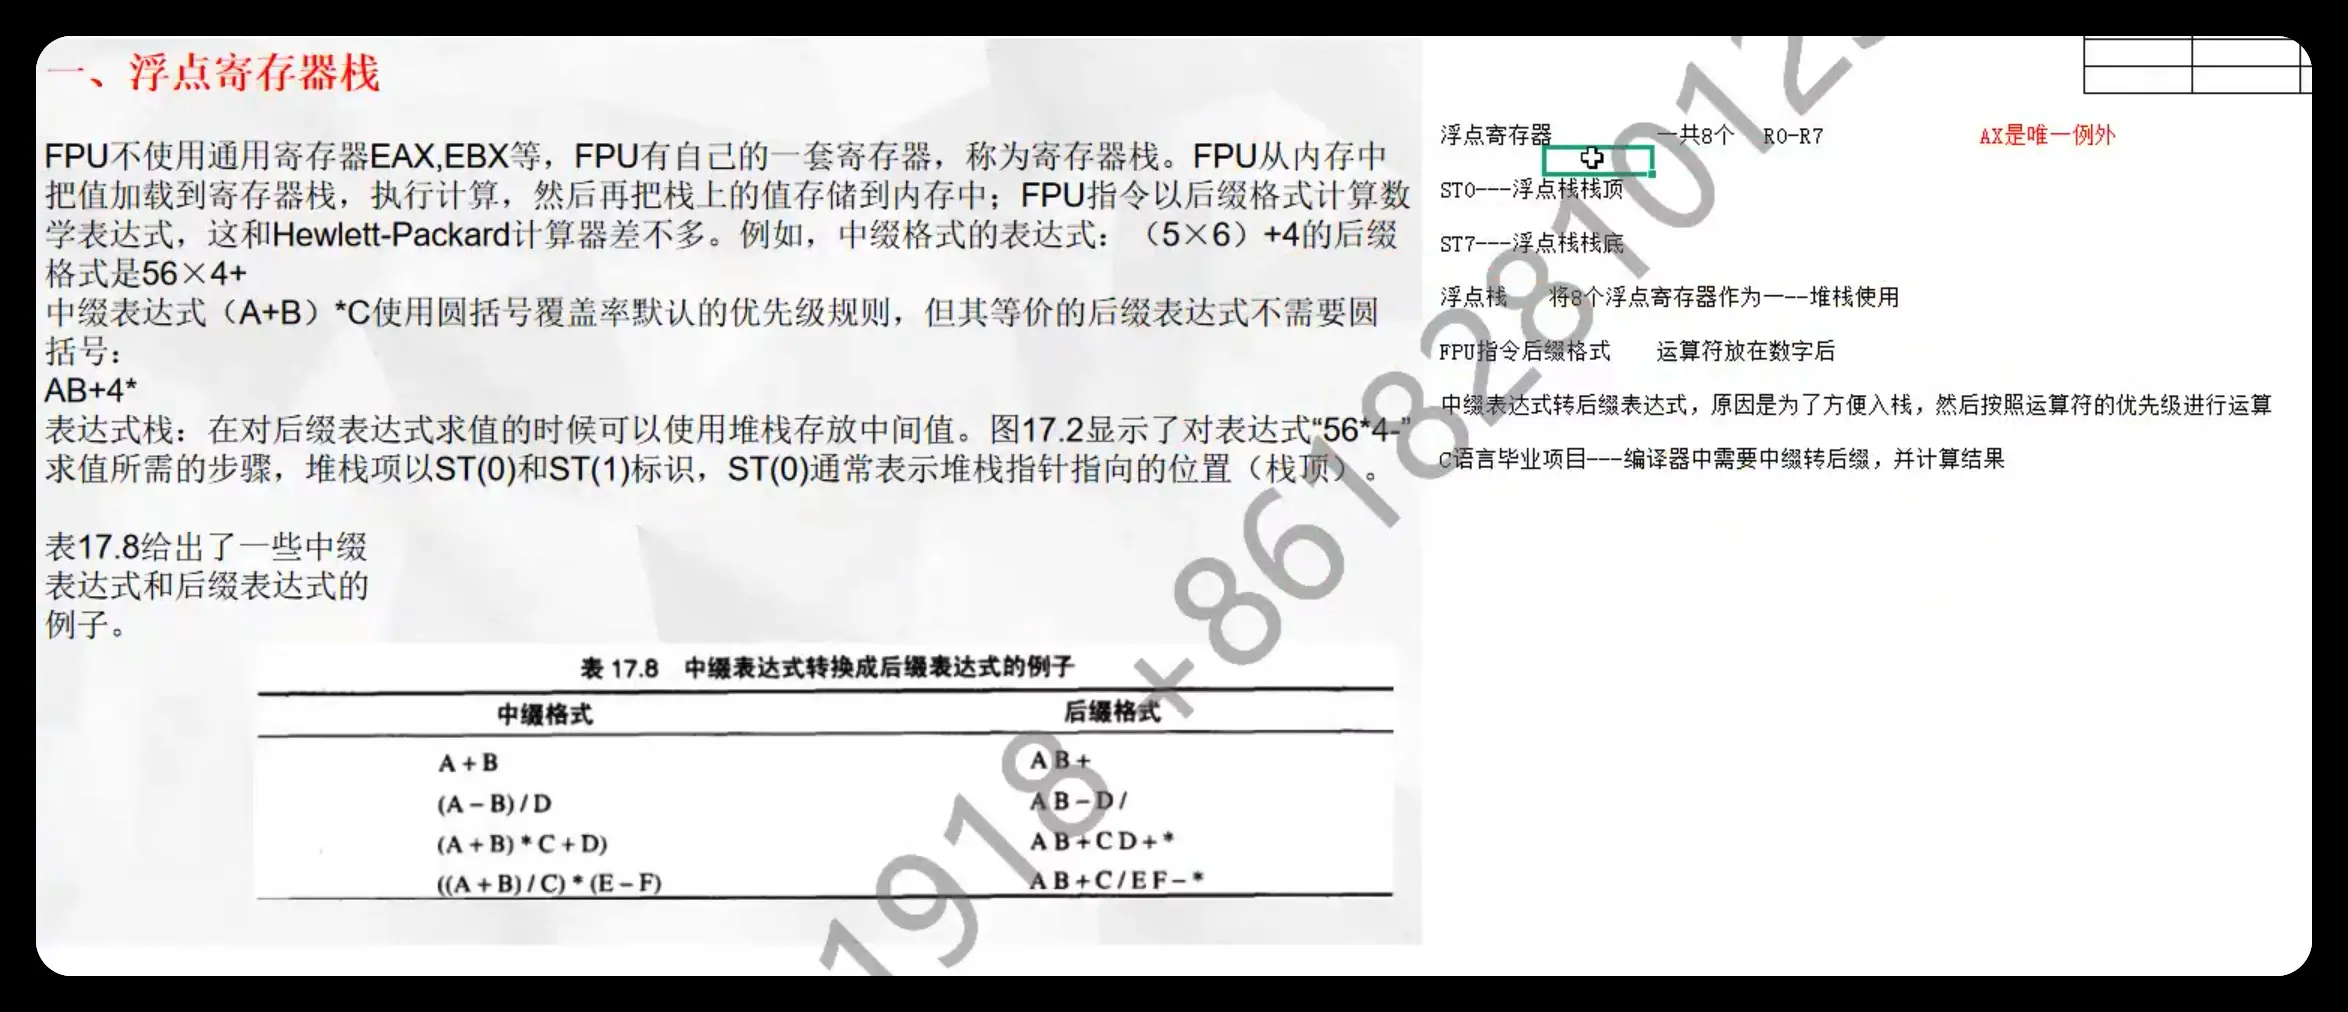 一、浮点寄存器栈
FPU不使用通用寄存器EAX,EBX等，FPU有自己的一套寄存器，称为寄存器栈。FPU从内存中
把值加载到寄存器栈，执行计算，然后再把栈上的值存储到内存中；FPU指令以后缀格式计算数
学表达式，这和Hewlett-Packard计算器差不多。例如，中缀格式的表达式：（5×6）+4的后缀
格式是56×4+
中缀表达式（A+B）*C使用圆括号覆盖率默认的优先级规则，但其等价的后缀表达式不需要圆
括号：
AB+4*
表达式栈：在对后缀表达式求值的时候可以使用堆栈存放中间值。图17.2显示了对表达式“56*4-”
求值所需的步骤，堆栈项以ST(0)和ST(1)标识，ST(0)通常表示堆栈指针指向的位置（栈顶）。
表17.8给出了一些中缀
表达式和后缀表达式的
例子。
表 17.8 中缀表达式转换成后缀表达式的例子
中缀格式 后缀格式
A + B A B +
(A − B) / D A B − D /
(A + B) * C + D) A B + C D + *
((A + B) / C) * (E − F) A B + C / E F − *
浮点寄存器 一共8个 R0-R7 AX是唯一例外
ST0---浮点栈栈顶
ST7---浮点栈栈底
浮点栈 将8个浮点寄存器作为一--堆栈使用
FPU指令后缀格式 运算符放在数字后
中缀表达式转后缀表达式，原因是为了方便入栈，然后按照运算符的优先级进行运算
C语言毕业项目---编译器中需要中缀转后缀，并计算结果